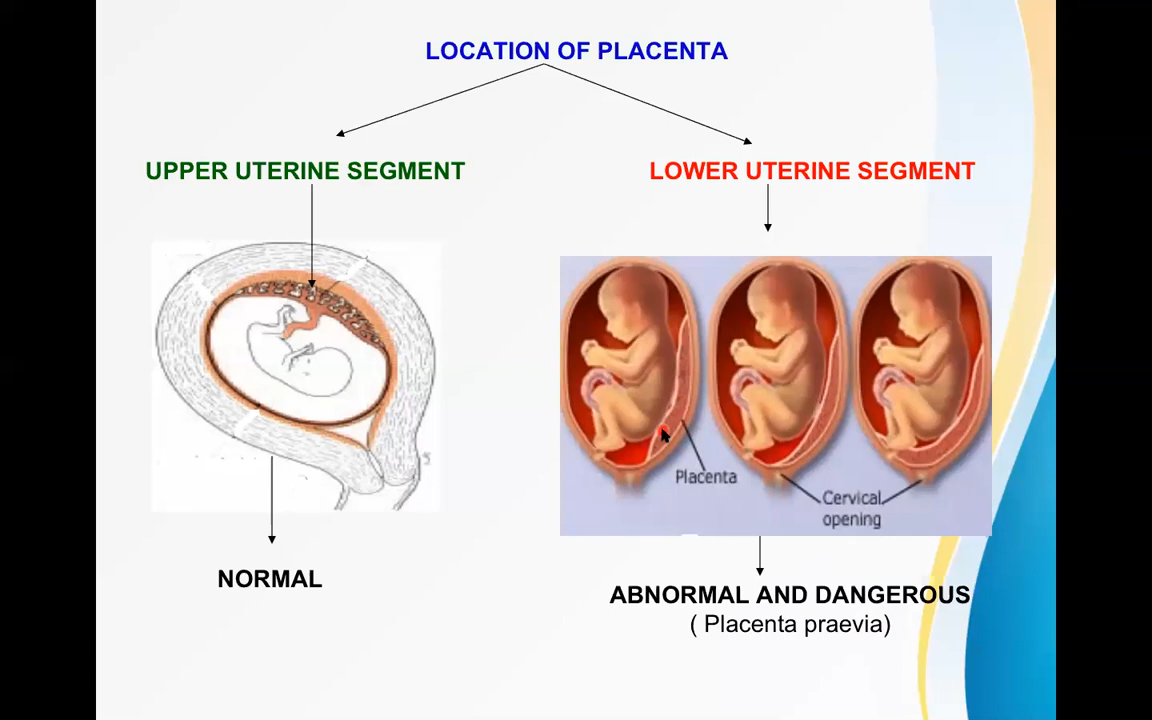 LOCATION OF PLACENTA
UPPER UTERINE SEGMENT
LOWER UTERINE SEGMENT
Placenta
Cervical
opening
NORMAL
ABNORMAL AND DANGEROUS
( Placenta praevia)